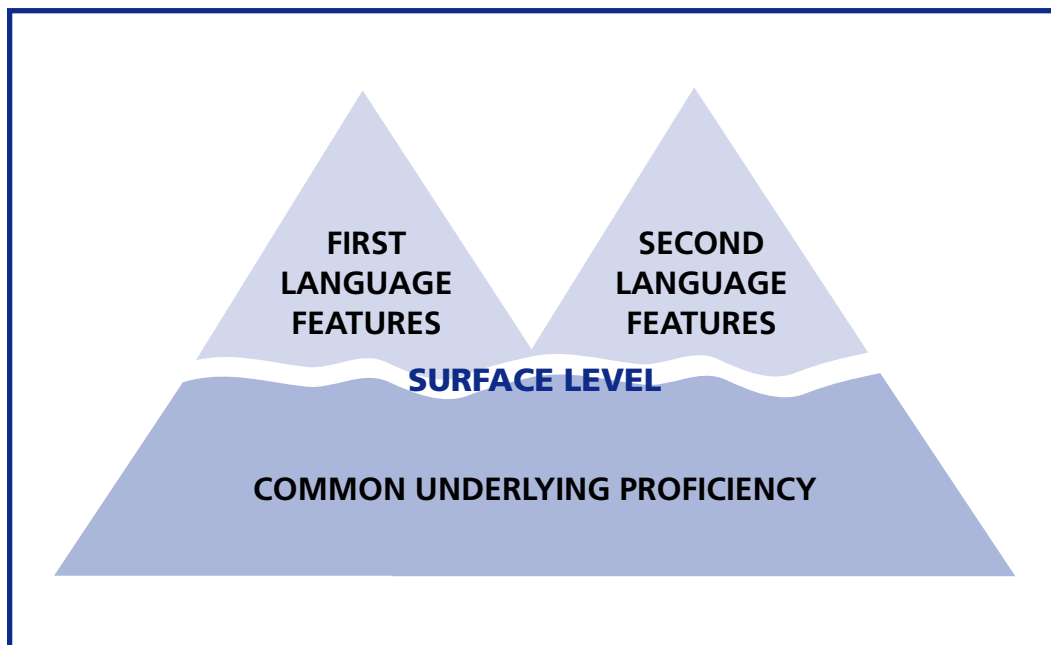 FIRST
LANGUAGE
FEATURES
SECOND
LANGUAGE
FEATURES
SURFACE LEVEL
COMMON UNDERLYING PROFICIENCY